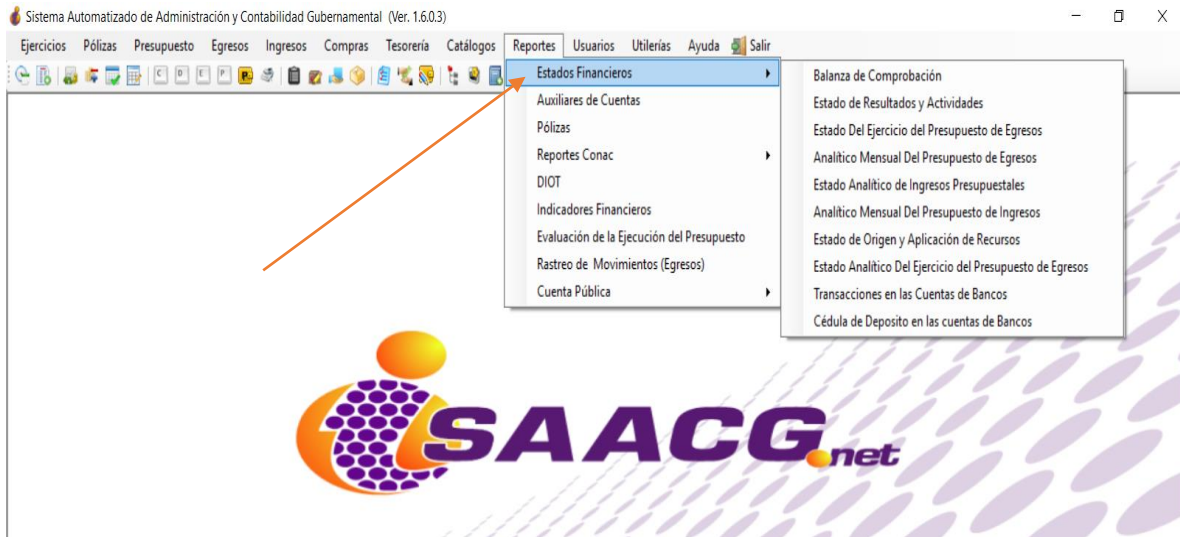 Sistema Automatizado de Administración y Contabilidad Gubernamental (Ver. 1.6.0.3)
Ejercicios Pólizas Presupuesto Egresos Ingresos Compras Tesorería Catálogos Reportes Usuarios Utilerías Ayuda Salir
C D E P
Estados Financieros
Auxiliares de Cuentas
Pólizas
Reportes Conac
DIOT
Indicadores Financieros
Evaluación de la Ejecución del Presupuesto
Rastreo de Movimientos (Egresos)
Cuenta Pública
Balanza de Comprobación
Estado de Resultados y Actividades
Estado Del Ejercicio del Presupuesto de Egresos
Analítico Mensual Del Presupuesto de Egresos
Estado Analítico de Ingresos Presupuestales
Analítico Mensual Del Presupuesto de Ingresos
Estado de Origen y Aplicación de Recursos
Estado Analítico Del Ejercicio del Presupuesto de Egresos
Transacciones en las Cuentas de Bancos
Cédula de Deposito en las cuentas de Bancos
SAACG.net